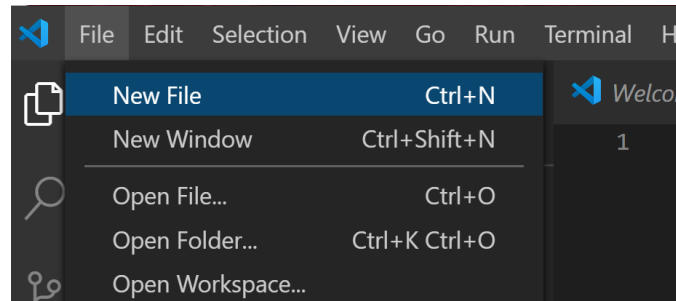 File Edit Selection View Go Run Terminal
New File Ctrl+N
New Window Ctrl+Shift+N
Open File... Ctrl+O
Open Folder... Ctrl+K Ctrl+O
Open Workspace...
1